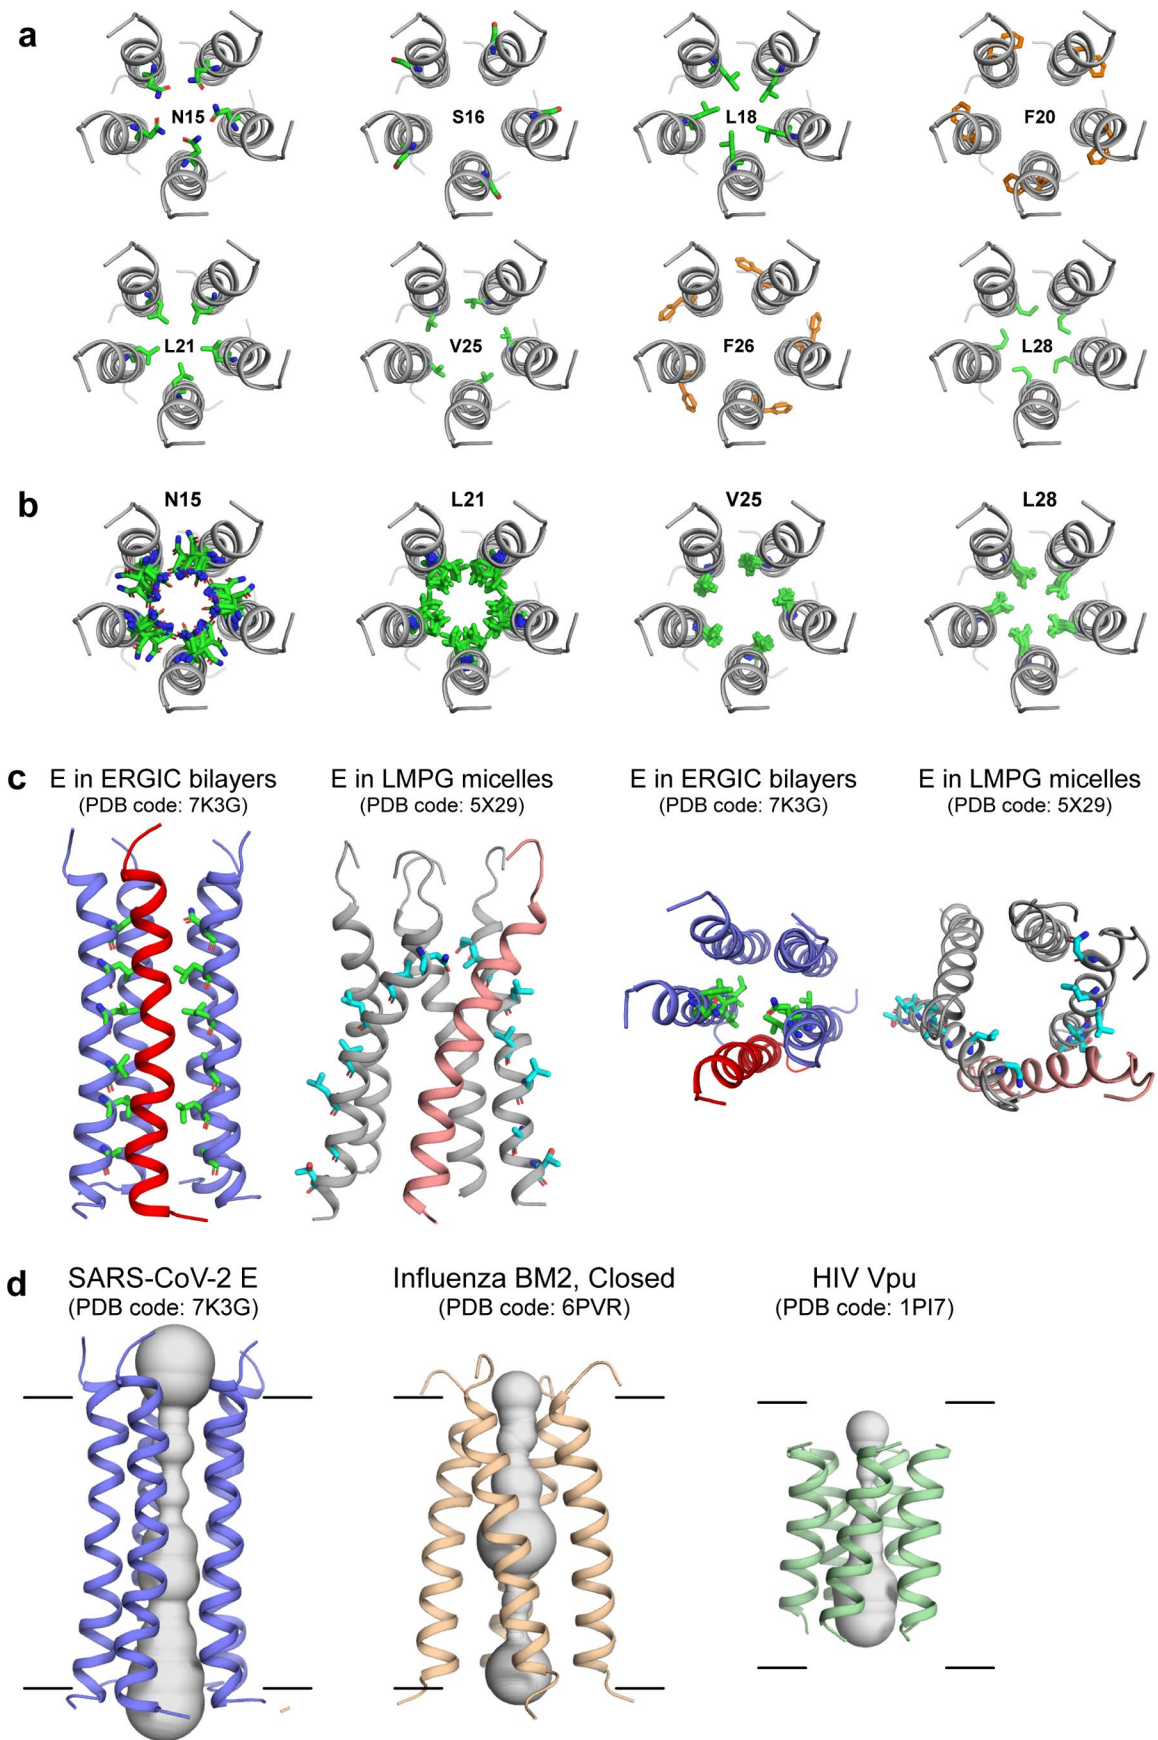 a
N15
S16
L18
F20
L21
V25
F26
L28
b
N15
L21
V25
L28
c
E in ERGIC bilayers
(PDB code: 7K3G)
E in LMPG micelles
(PDB code: 5X29)
E in ERGIC bilayers
(PDB code: 7K3G)
E in LMPG micelles
(PDB code: 5X29)
d
SARS-CoV-2 E
(PDB code: 7K3G)
Influenza BM2, Closed
(PDB code: 6PVR)
HIV Vpu
(PDB code: 1PI7)